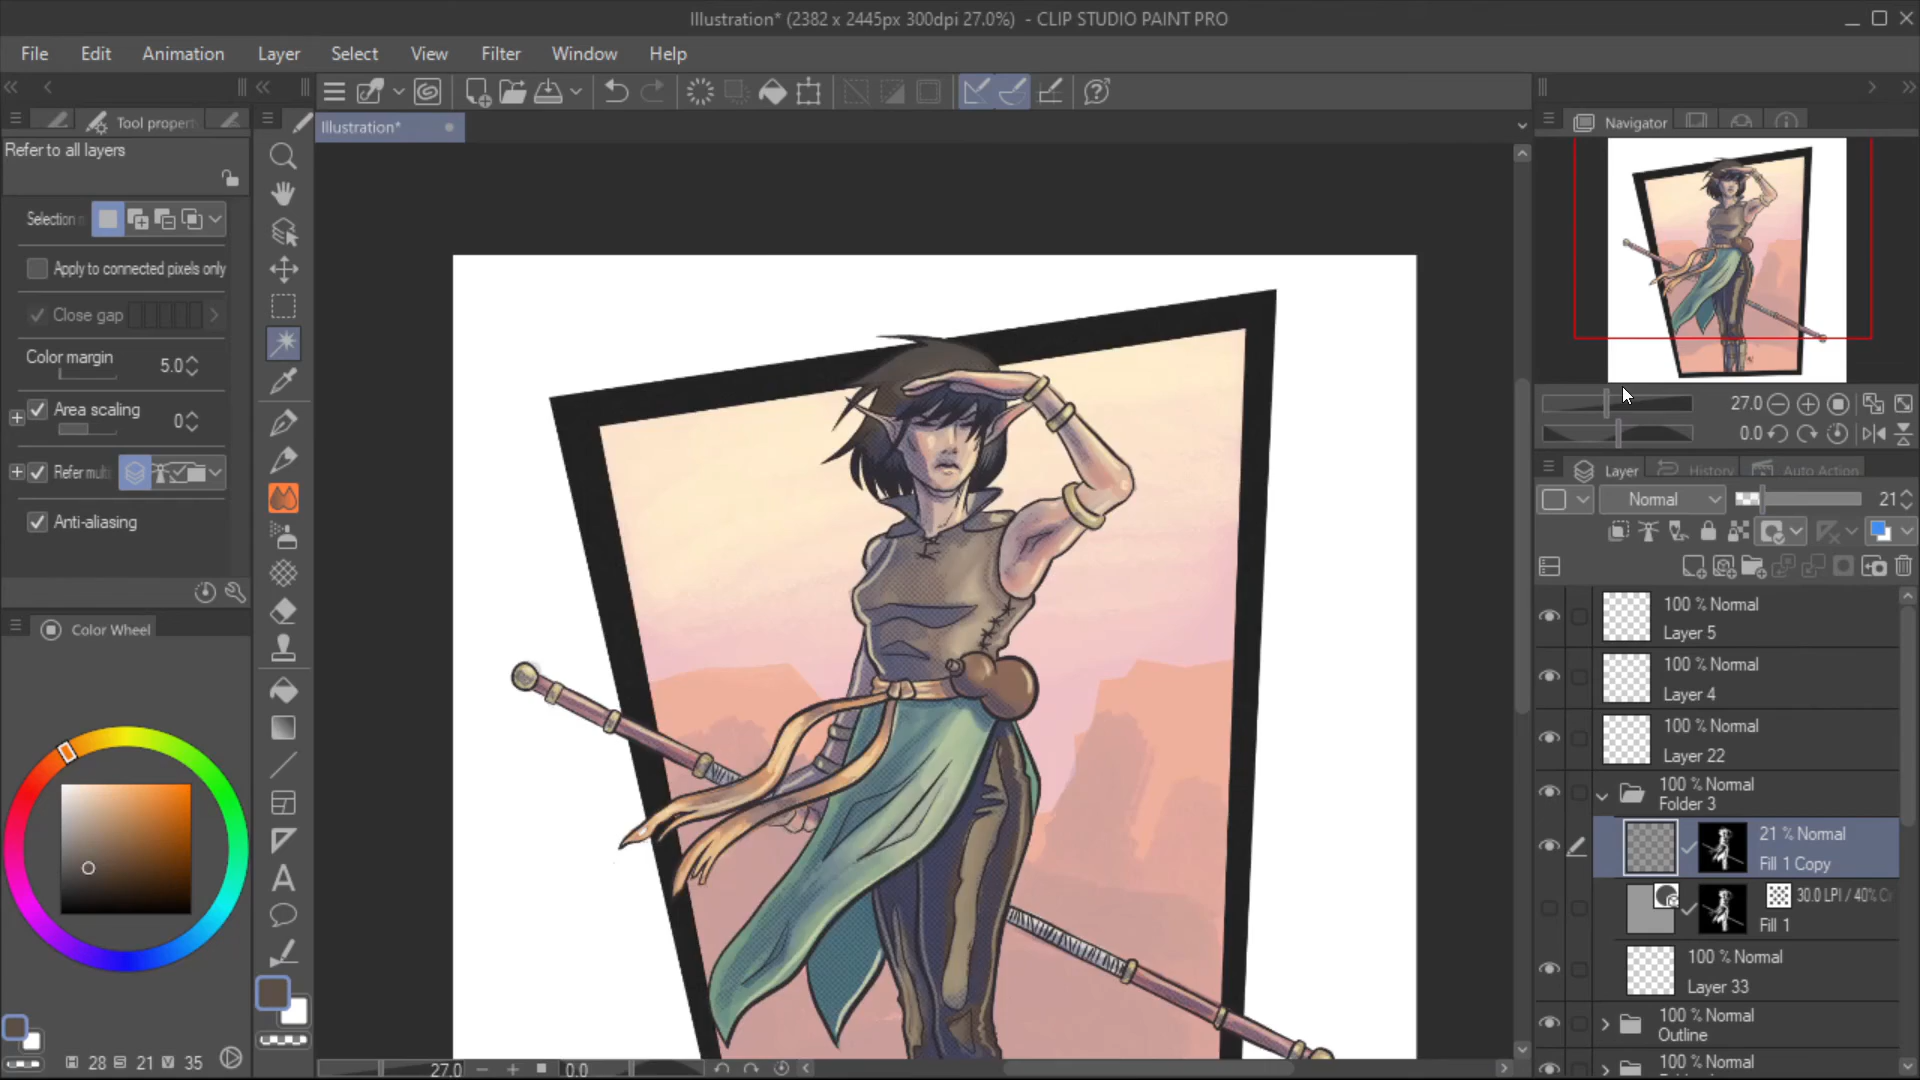 Illustration* (2382 x 2445px 300dpi 27.0%) - CLIP STUDIO PAINT PRO
File Edit Animation Layer Select View Filter Window Help
Tool propert
Illustration*
Navigator
Refer to all layers
Selection
Apply to connected pixels only
Close gap
Color margin 5.0
Area scaling 0
Refer mult
Anti-aliasing
27.0
0.0
Layer History Auto Action
Normal 21
100 % Normal
Layer 5
100 % Normal
Layer 4
100 % Normal
Layer 22
100 % Normal
Folder 3
21 % Normal
Fill 1 Copy
30.0 LPI / 40%
Fill 1
100 % Normal
Layer 33
100 % Normal
Outline
100 % Normal
Color Wheel
H 28 S 21 V 35
27.0 0.0